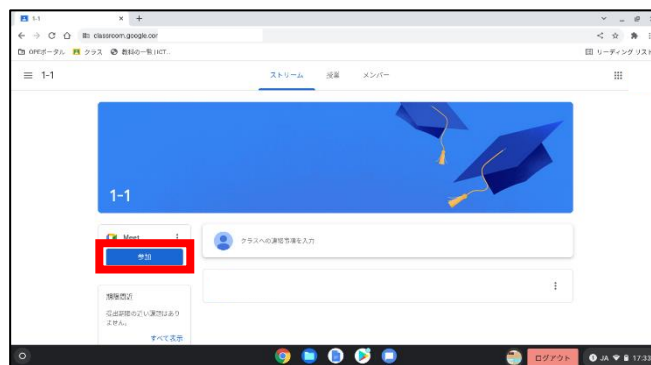 1-1
classroom.google.cor
OPEポータル クラス 教科の一覧 | ICT...
リーディング リスト
1-1
ストリーム 授業 メンバー
1-1
Meet
クラスへの連絡事項を入力
参加
期限間近
提出期限の近い課題はあり
ません。
すべて表示
ログアウト
JA
17:33